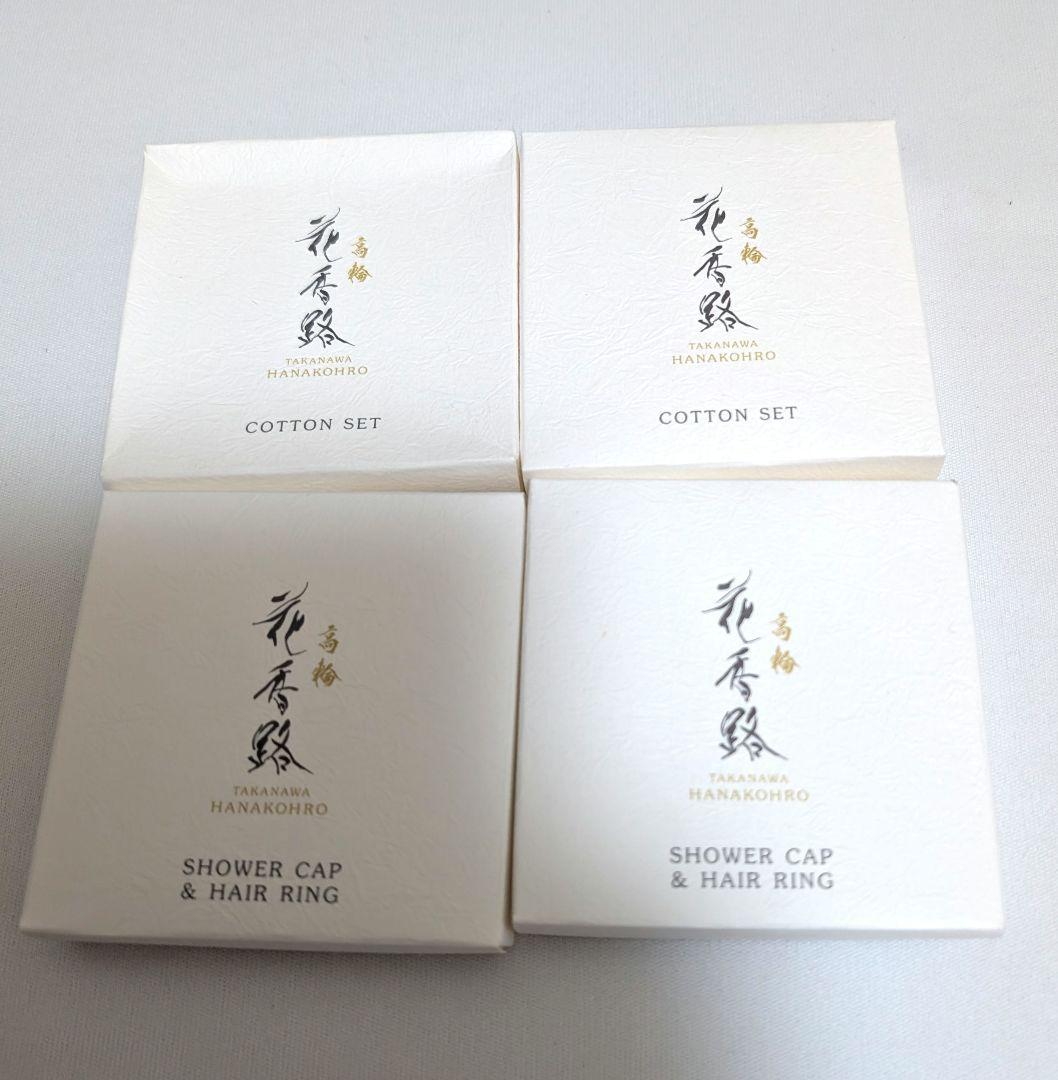 高輪
花香路
TAKANAWA
HANAKOHRO
COTTON SET
高輪
花香路
TAKANAWA
HANAKOHRO
COTTON SET
高輪
花香路
TAKANAWA
HANAKOHRO
SHOWER CAP
& HAIR RING
高輪
花香路
TAKANAWA
HANAKOHRO
SHOWER CAP
& HAIR RING